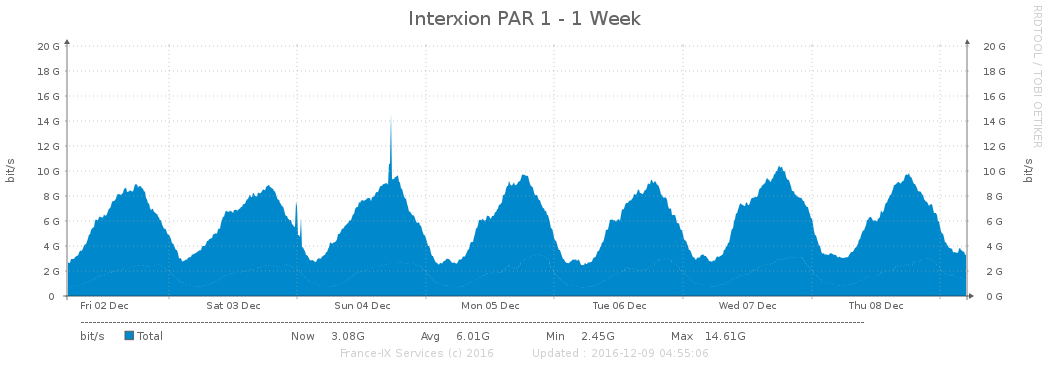 Interxion PAR 1 - 1 Week
RRDTOOL / TOBI OETIKER
20 G 20 G
18 G 18 G
16 G 16 G
14 G 14 G
12 G 12 G
10 G 10 G
8 G 8 G
6 G 6 G
4 G 4 G
2 G 2 G
0 0 G
bit/s bit/s
Fri 02 Dec Sat 03 Dec Sun 04 Dec Mon 05 Dec Tue 06 Dec Wed 07 Dec Thu 08 Dec
bit/s Total Now 3.08G Avg 6.01G Min 2.45G Max 14.61G
France-IX Services (c) 2016 Updated : 2016-12-09 04:55:06